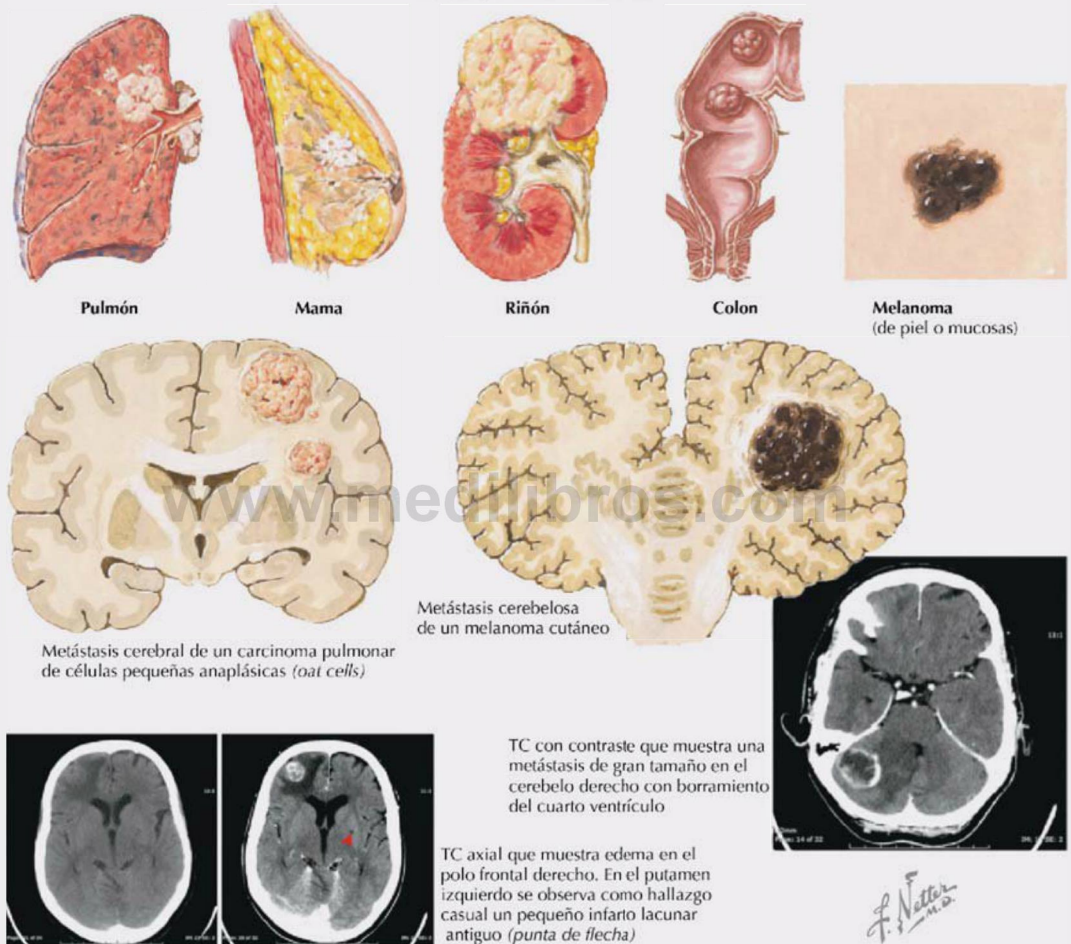 Pulmón
Mama
Riñón
Colon
Melanoma
(de piel o mucosas)
www.medilibros.com
Metástasis cerebral de un carcinoma pulmonar
de células pequeñas anaplásicas (oat cells)
Metástasis cerebelosa
de un melanoma cutáneo
TC con contraste que muestra una
metástasis de gran tamaño en el
cerebelo derecho con borramiento
del cuarto ventrículo
TC axial que muestra edema en el
polo frontal derecho. En el putamen
izquierdo se observa como hallazgo
casual un pequeño infarto lacunar
antiguo (punta de flecha)
F. Netter
M.D.